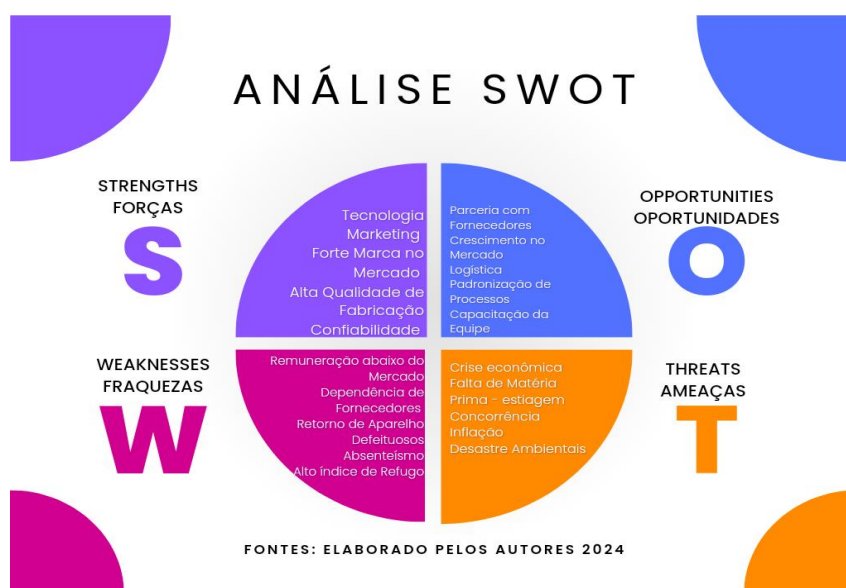 ANÁLISE SWOT
STRENGTHS
FORÇAS
S
Tecnologia
Marketing
Forte Marca no
Mercado
Alta Qualidade de
Fabricação
Confiabilidade
Parceria com
Fornecedores
Crescimento no
Mercado
Logística
Padronização de
Processos
Capacitação da
Equipe
OPPORTUNITIES
OPORTUNIDADES
O
WEAKNESSES
FRAQUEZAS
W
Remuneração abaixo do
Mercado
Dependência de
Fornecedores
Retorno de Aparelho
Defeituosos
Absenteísmo
Alto índice de Refugo
Crise econômica
Falta de Matéria
Prima - estiagem
Concorrência
Inflação
Desastre Ambientais
THREATS
AMEAÇAS
T
FONTES: ELABORADO PELOS AUTORES 2024